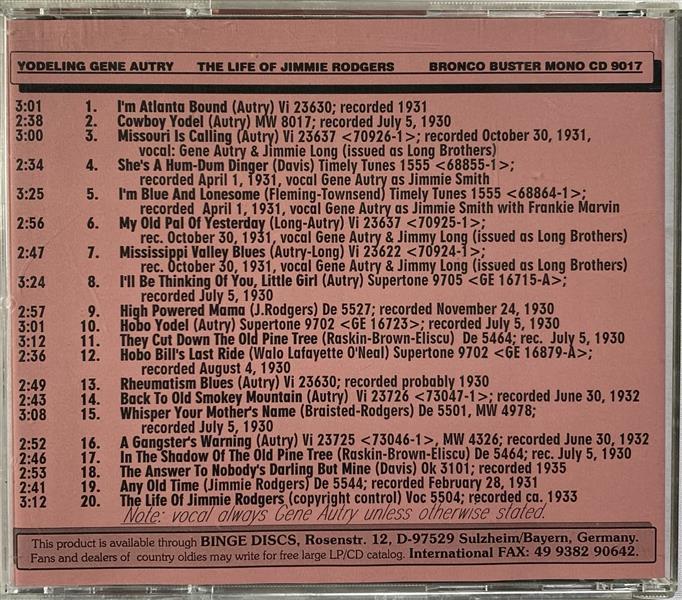 YODELING GENE AUTRY THE LIFE OF JIMMIE RODGERS BRONCO BUSTER MONO CD 9017
3:01 1. I'm Atlanta Bound (Autry) Vi 23630; recorded 1931
2:38 2. Cowboy Yodel (Autry) MW 8017; recorded July 5, 1930
3:00 3. Missouri Is Calling (Autry) Vi 23637 <70926-1>; recorded October 30, 1931,
vocal: Gene Autry & Jimmie Long (issued as Long Brothers)
2:34 4. She's A Hum-Dum Dinger (Davis) Timely Tunes 1555 <68855-1>;
recorded April 1, 1931, vocal Gene Autry as Jimmie Smith
3:25 5. I'm Blue And Lonesome (Fleming-Townsend) Timely Tunes 1555 <68864-1>;
recorded April 1, 1931, vocal Gene Autry as Jimmie Smith with Frankie Marvin
2:56 6. My Old Pal Of Yesterday (Long-Autry) Vi 23637 <70925-1>;
rec. October 30, 1931, vocal Gene Autry & Jimmy Long (issued as Long Brothers)
2:47 7. Mississippi Valley Blues (Autry-Long) Vi 23622 <70924-1>;
rec. October 30, 1931, vocal Gene Autry & Jimmy Long (issued as Long Brothers)
3:24 8. I'll Be Thinking Of You, Little Girl (Autry) Supertone 9705 <GE 16715-A>;
recorded July 5, 1930
2:57 9. High Powered Mama (J.Rodgers) De 5527; recorded November 24, 1930
3:01 10. Hobo Yodel (Autry) Supertone 9702 <GE 16723>; recorded July 5, 1930
3:12 11. They Cut Down The Old Pine Tree (Raskin-Brown-Eliscu) De 5464; rec. July 5, 1930
2:36 12. Hobo Bill's Last Ride (Walo Lafayette O'Neal) Supertone 9702 <GE 16879-A>;
recorded August 4, 1930
2:49 13. Rheumatism Blues (Autry) Vi 23630; recorded probably 1930
2:43 14. Back To Old Smokey Mountain (Autry) Vi 23726 <73047-1>; recorded June 30, 1932
3:08 15. Whisper Your Mother's Name (Braisted-Rodgers) De 5501, MW 4978;
recorded July 5, 1930
2:52 16. A Gangster's Warning (Autry) Vi 23725 <73046-1>, MW 4326; recorded June 30, 1932
2:46 17. In The Shadow Of The Old Pine Tree (Raskin-Brown-Eliscu) De 5464; rec. July 5, 1930
2:53 18. The Answer To Nobody's Darling But Mine (Davis) Ok 3101; recorded 1935
2:41 19. Any Old Time (Jimmie Rodgers) De 5544; recorded February 28, 1931
3:12 20. The Life Of Jimmie Rodgers (copyright control) Voc 5504; recorded ca. 1933
Note: vocal always Gene Autry unless otherwise stated.
This product is available through BINGE DISCS, Rosenstr. 12, D-97529 Sulzheim/Bayern, Germany.
Fans and dealers of country oldies may write for free large LP/CD catalog. International FAX: 49 9382 90642.